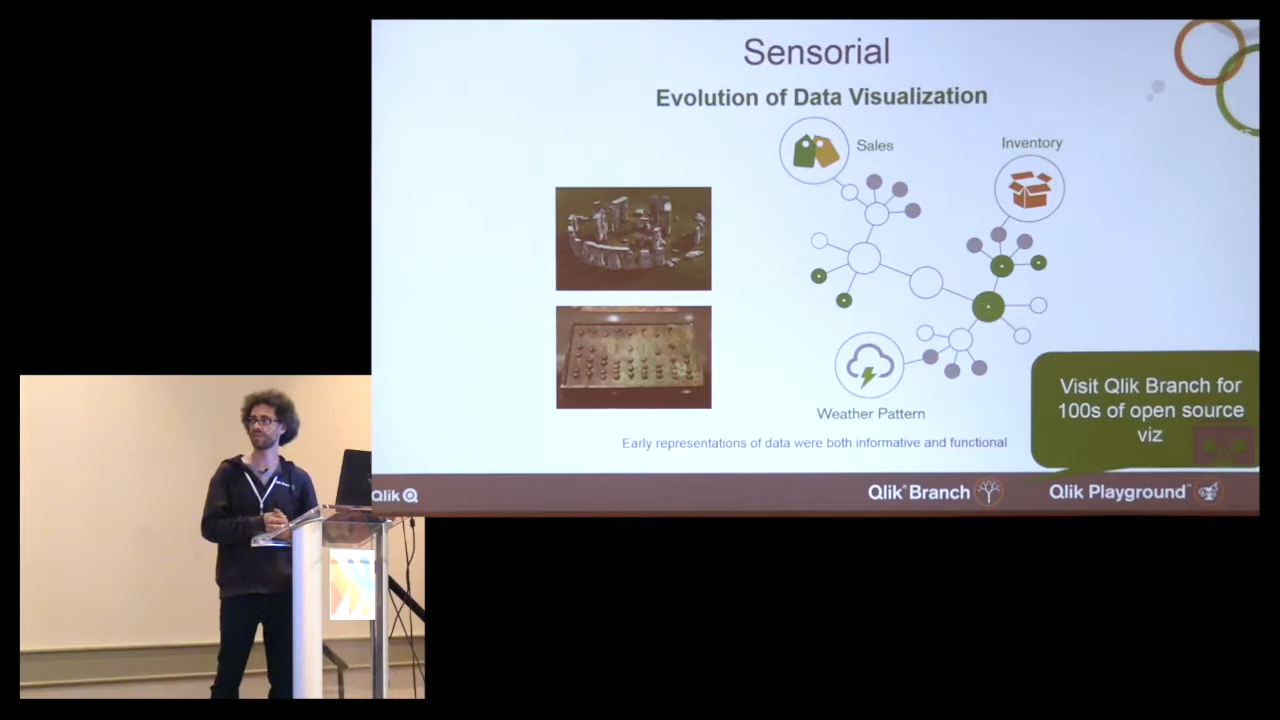 Sensorial
Evolution of Data Visualization
Sales
Inventory
Weather Pattern
Early representations of data were both informative and functional
Visit Qlik Branch for
100s of open source
viz
Qlik
Qlik Branch
Qlik Playground™